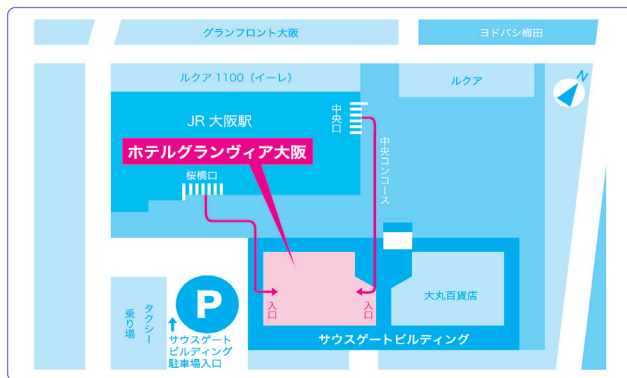 グランフロント大阪
ヨドバシ梅田
ルクア 1100（イーレ）
ルクア
N
JR 大阪駅
中央口
ホテルグランヴィア大阪
中央コンコース
桜橋口
入口
入口
大丸百貨店
タクシー
乗り場
P
サウスゲート
ビルディング
駐車場入口
サウスゲートビルディング